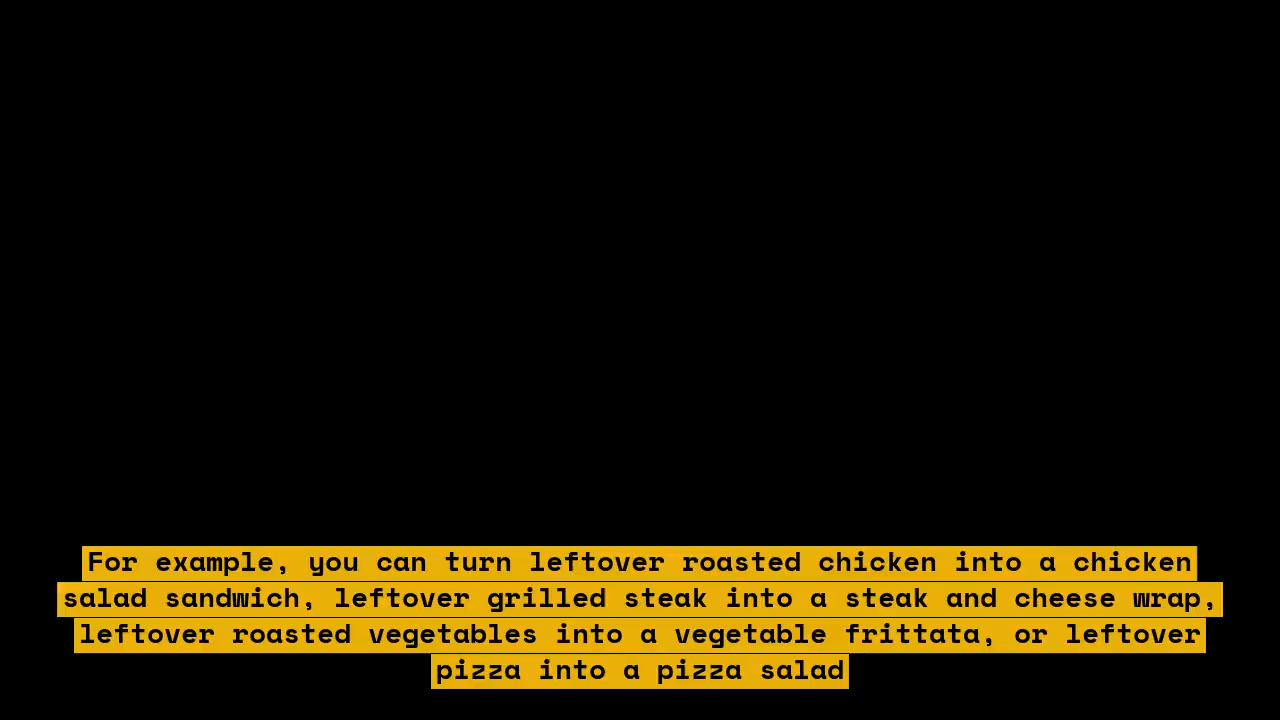 For example, you can turn leftover roasted chicken into a chicken
salad sandwich, leftover grilled steak into a steak and cheese wrap,
leftover roasted vegetables into a vegetable frittata, or leftover
pizza into a pizza salad